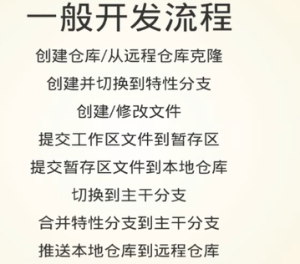 一般开发流程
创建仓库/从远程仓库克隆
创建并切换到特性分支
创建/修改文件
提交工作区文件到暂存区
提交暂存区文件到本地仓库
切换到主干分支
合并特性分支到主干分支
推送本地仓库到远程仓库